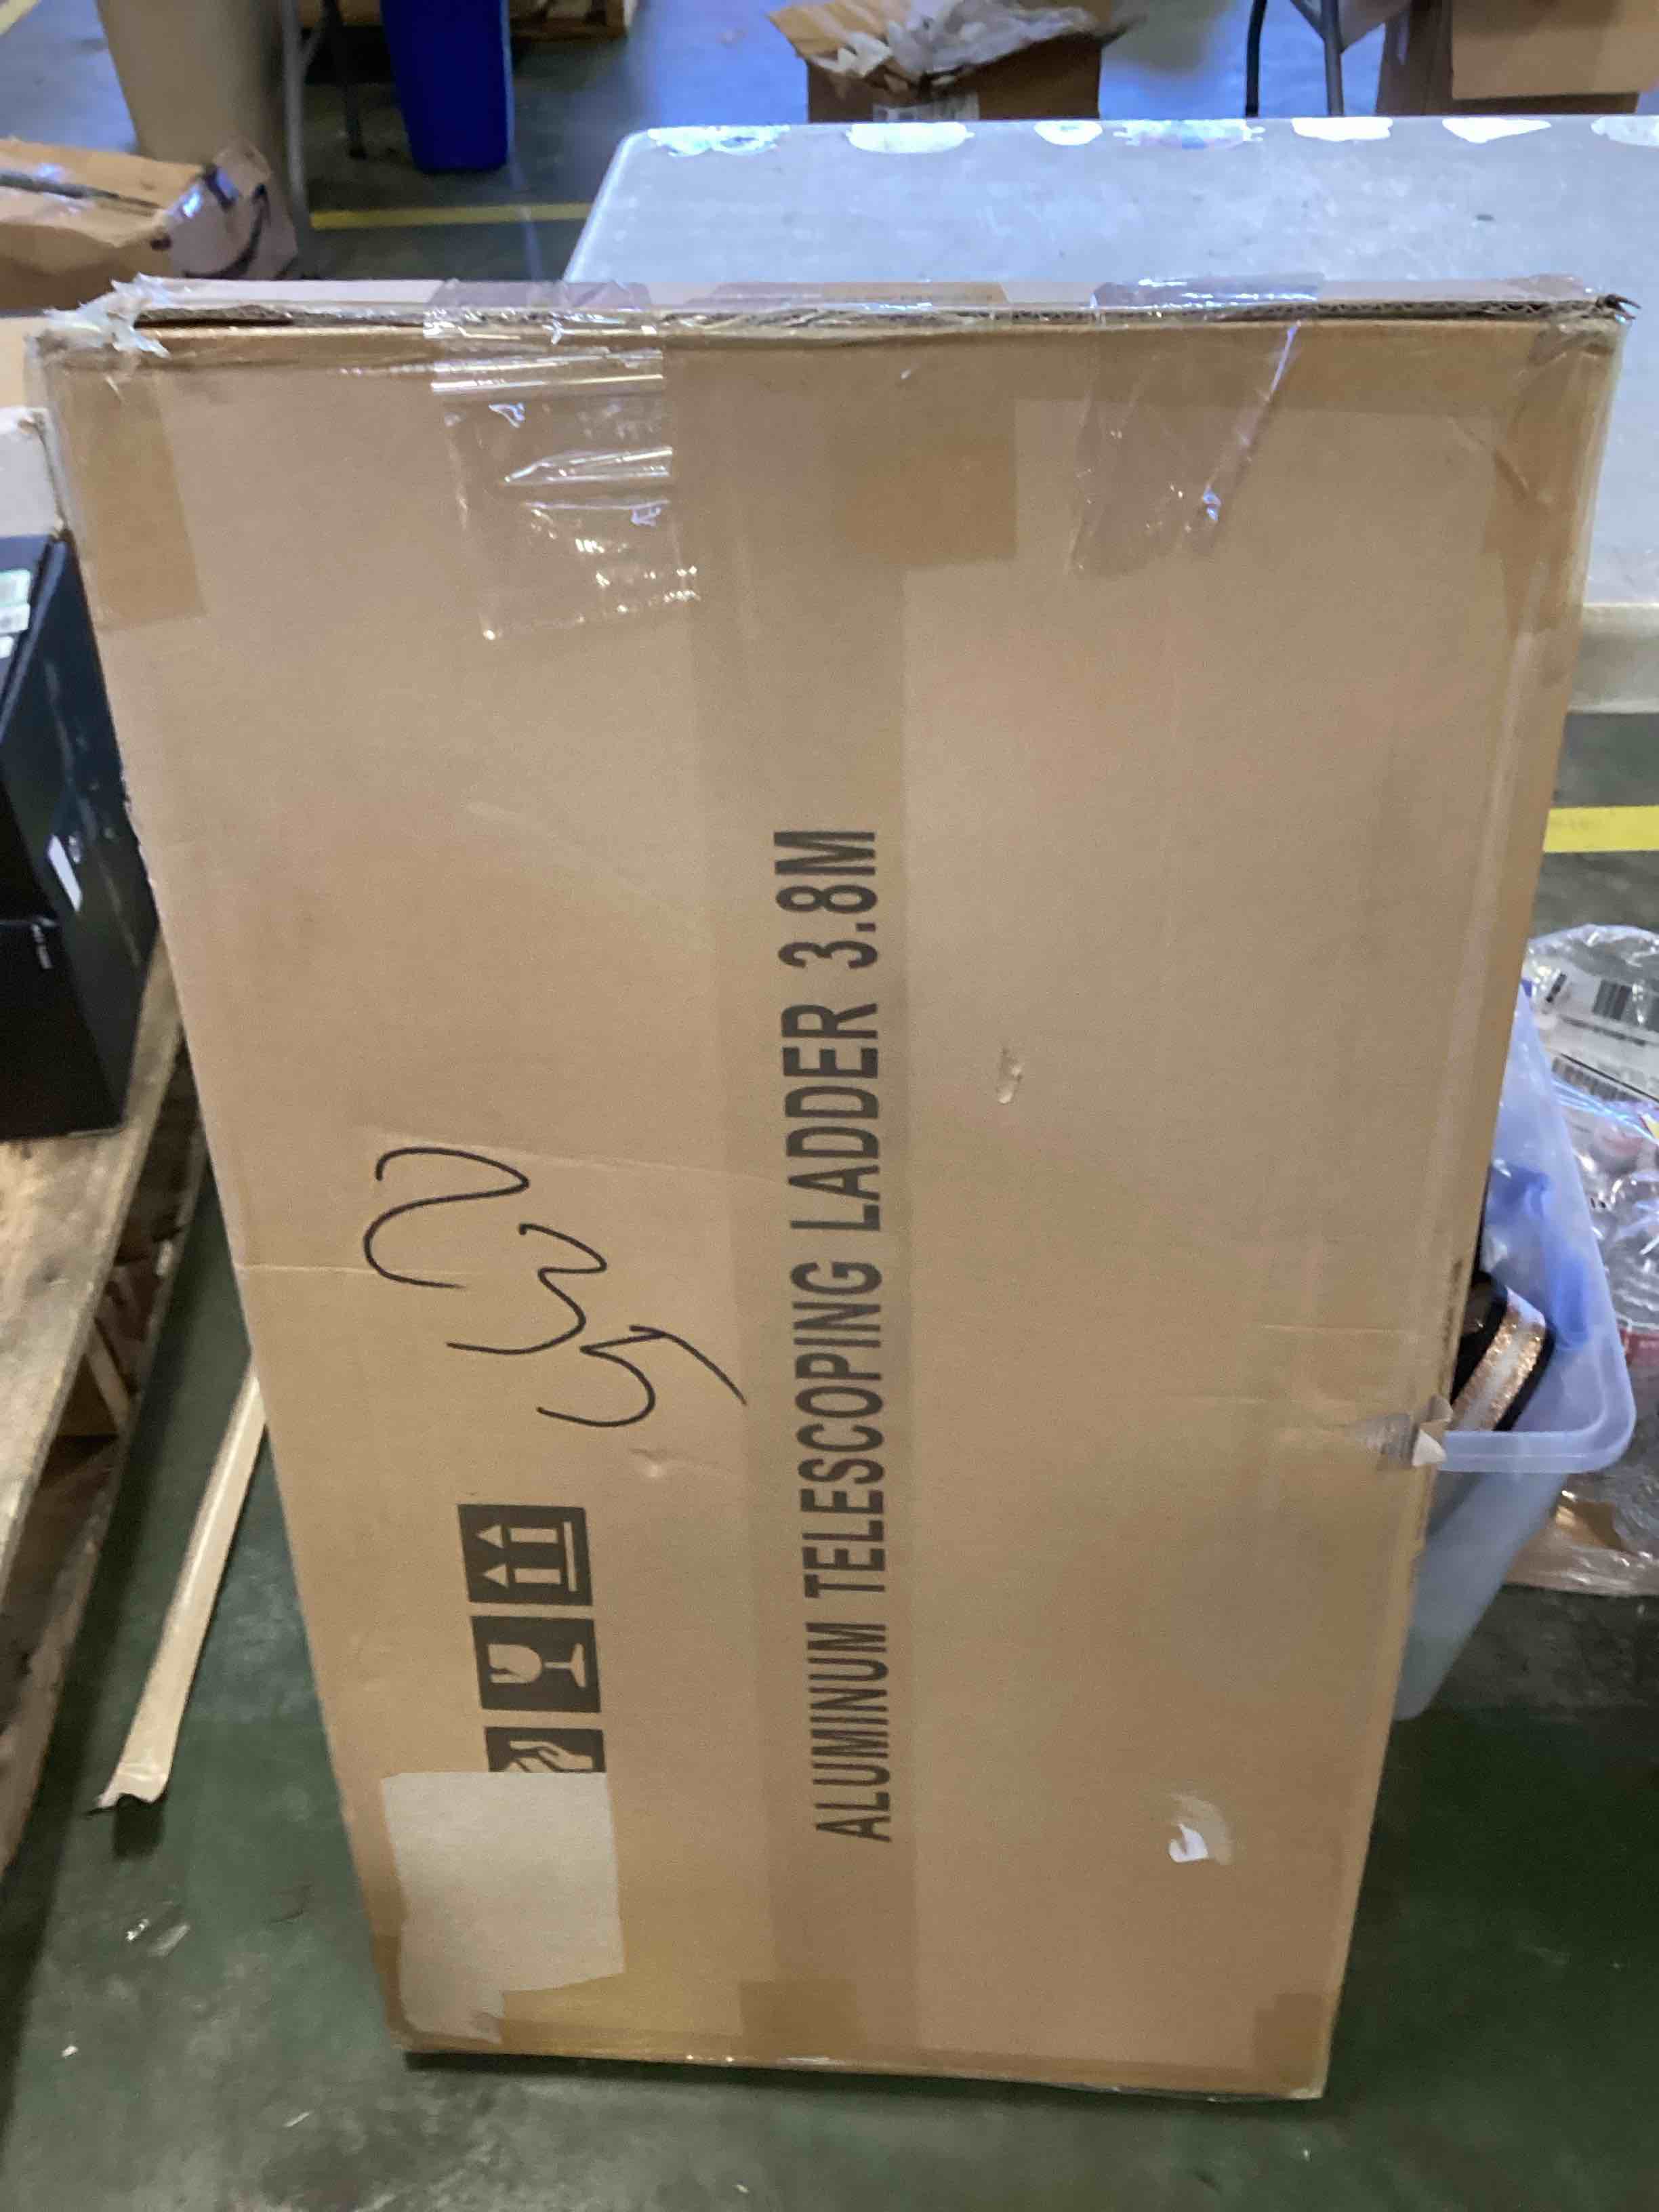 235
ALUMINUM TELESCOPING LADDER 3.8M